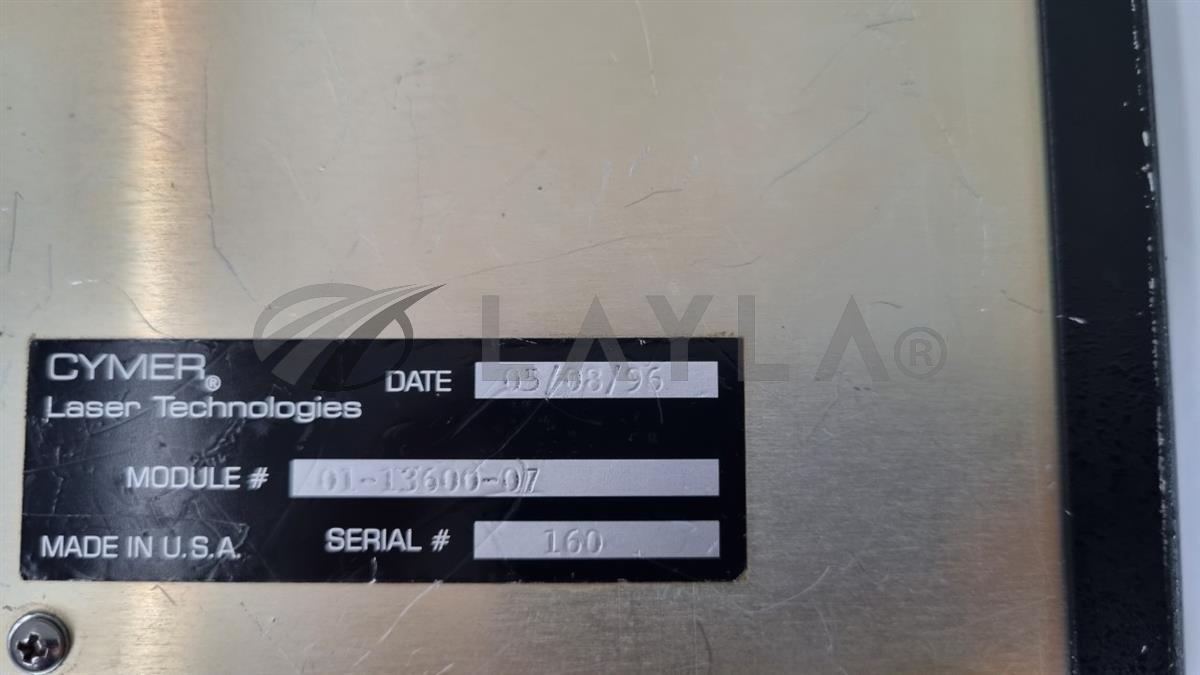 LAYLA®
CYMER®
Laser Technologies
DATE 05/08/96
MODULE # 01-13600-07
MADE IN U.S.A.
SERIAL # 160